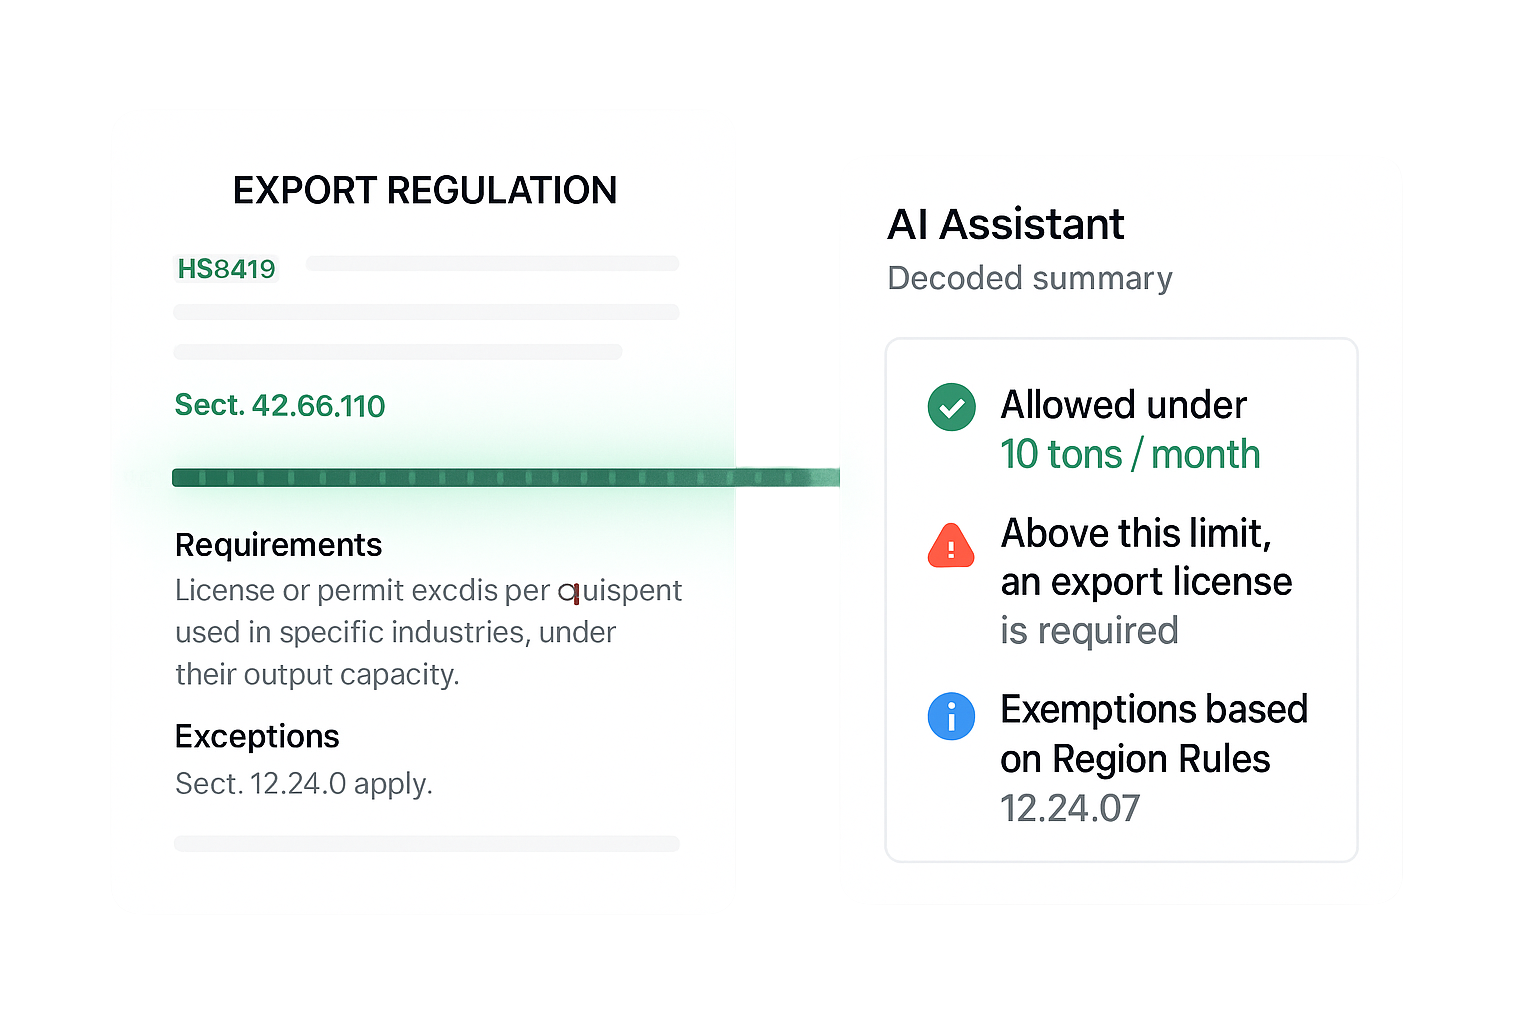 EXPORT REGULATION
HS8419
Sect. 42.66.110
Requirements
License or permit excdis per quispent
used in specific industries, under
their output capacity.
Exceptions
Sect. 12.24.0 apply.
AI Assistant
Decoded summary
Allowed under
10 tons / month
Above this limit,
an export license
is required
Exemptions based
on Region Rules
12.24.07